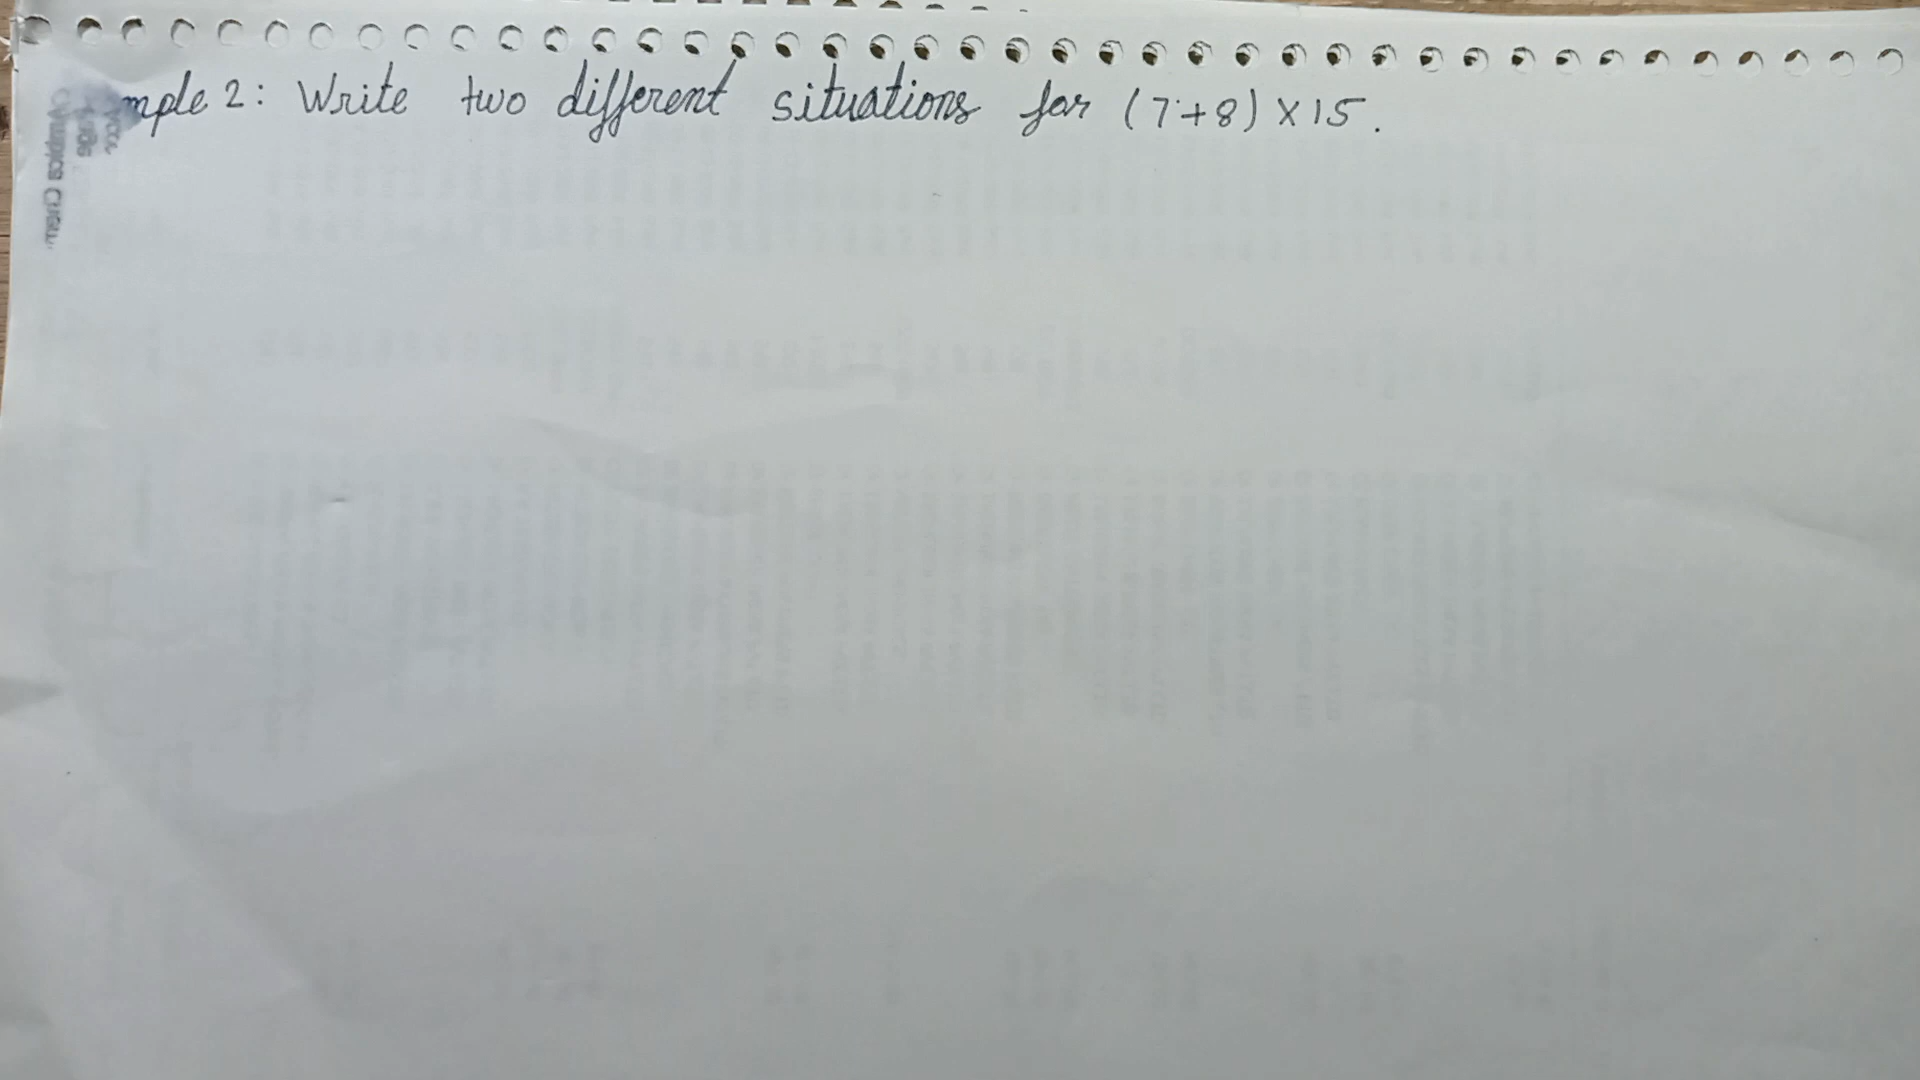 mple 2: Write two different situations for (7+8) × 15.